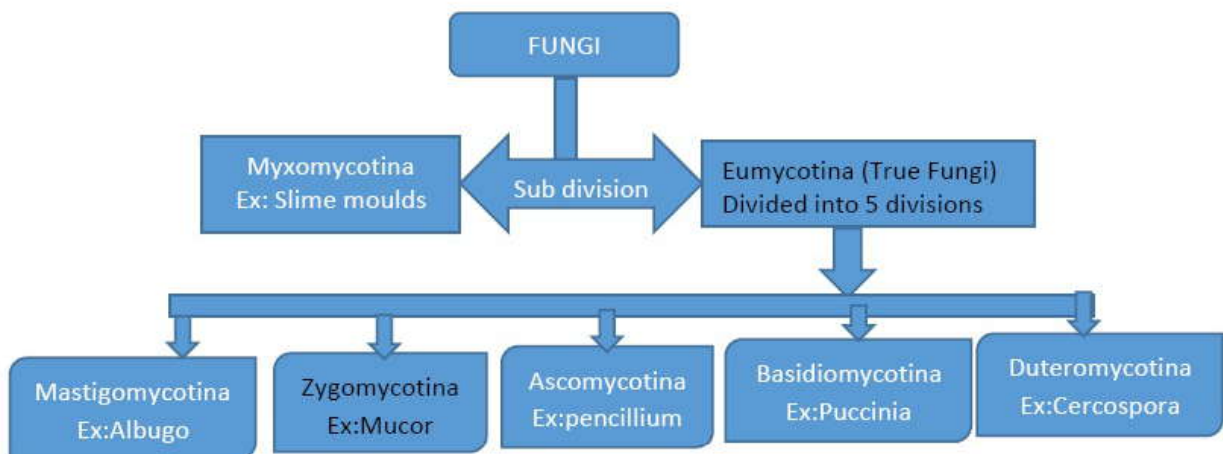 FUNGI
Myxomycotina
Ex: Slime moulds
Sub division
Eumycotina (True Fungi)
Divided into 5 divisions
Mastigomycotina
Ex:Albugo
Zygomycotina
Ex:Mucor
Ascomycotina
Ex:pencillium
Basidiomycotina
Ex:Puccinia
Duteromycotina
Ex:Cercospora